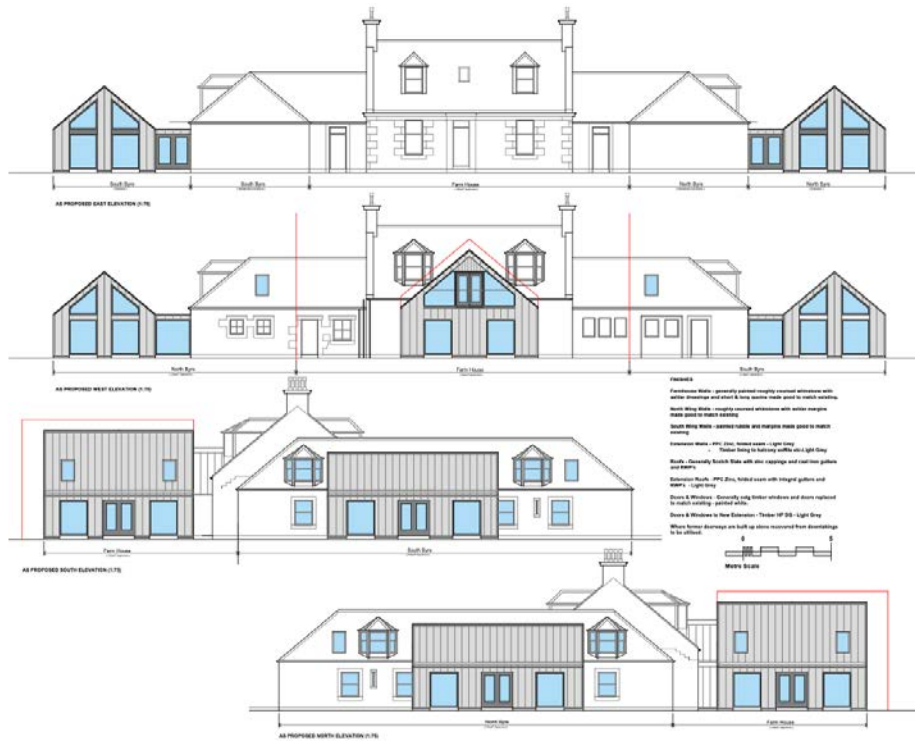 South Byre
South Byre
Farm House
North Byre
North Byre
AS PROPOSED EAST ELEVATION (1:75)
North Byre
Farm House
South Byre
AS PROPOSED WEST ELEVATION (1:75)
FINISHES
Farmhouse Walls - generally painted roughly coursed whinstone with
ashlar dressings and short & long quoins made good to match existing.
North Wing Walls - roughly coursed whinstone with ashlar margins
made good to match existing
South Wing Walls - painted rubble and margins made good to match
existing
Extension Walls - PPC Zinc, folded seam - Light Grey
- Timber lining to balcony soffits etc-Light Grey
Roofs - Generally Scotch Slate with zinc cappings and cast iron gutters
and RWP's
Extension Roofs - PPC Zinc, folded seam with integral gutters and
RWP's - Light Grey
Doors & Windows - Generally only timber windows and doors replaced
to match existing - painted white.
Doors & Windows to New Extension - Timber HP DG - Light Grey
Where former doorways are built up stone recovered from downtakings
to be utilised.
0 5
Metre Scale
Farm House
South Byre
AS PROPOSED SOUTH ELEVATION (1:75)
North Byre
Farm House
AS PROPOSED NORTH ELEVATION (1:75)